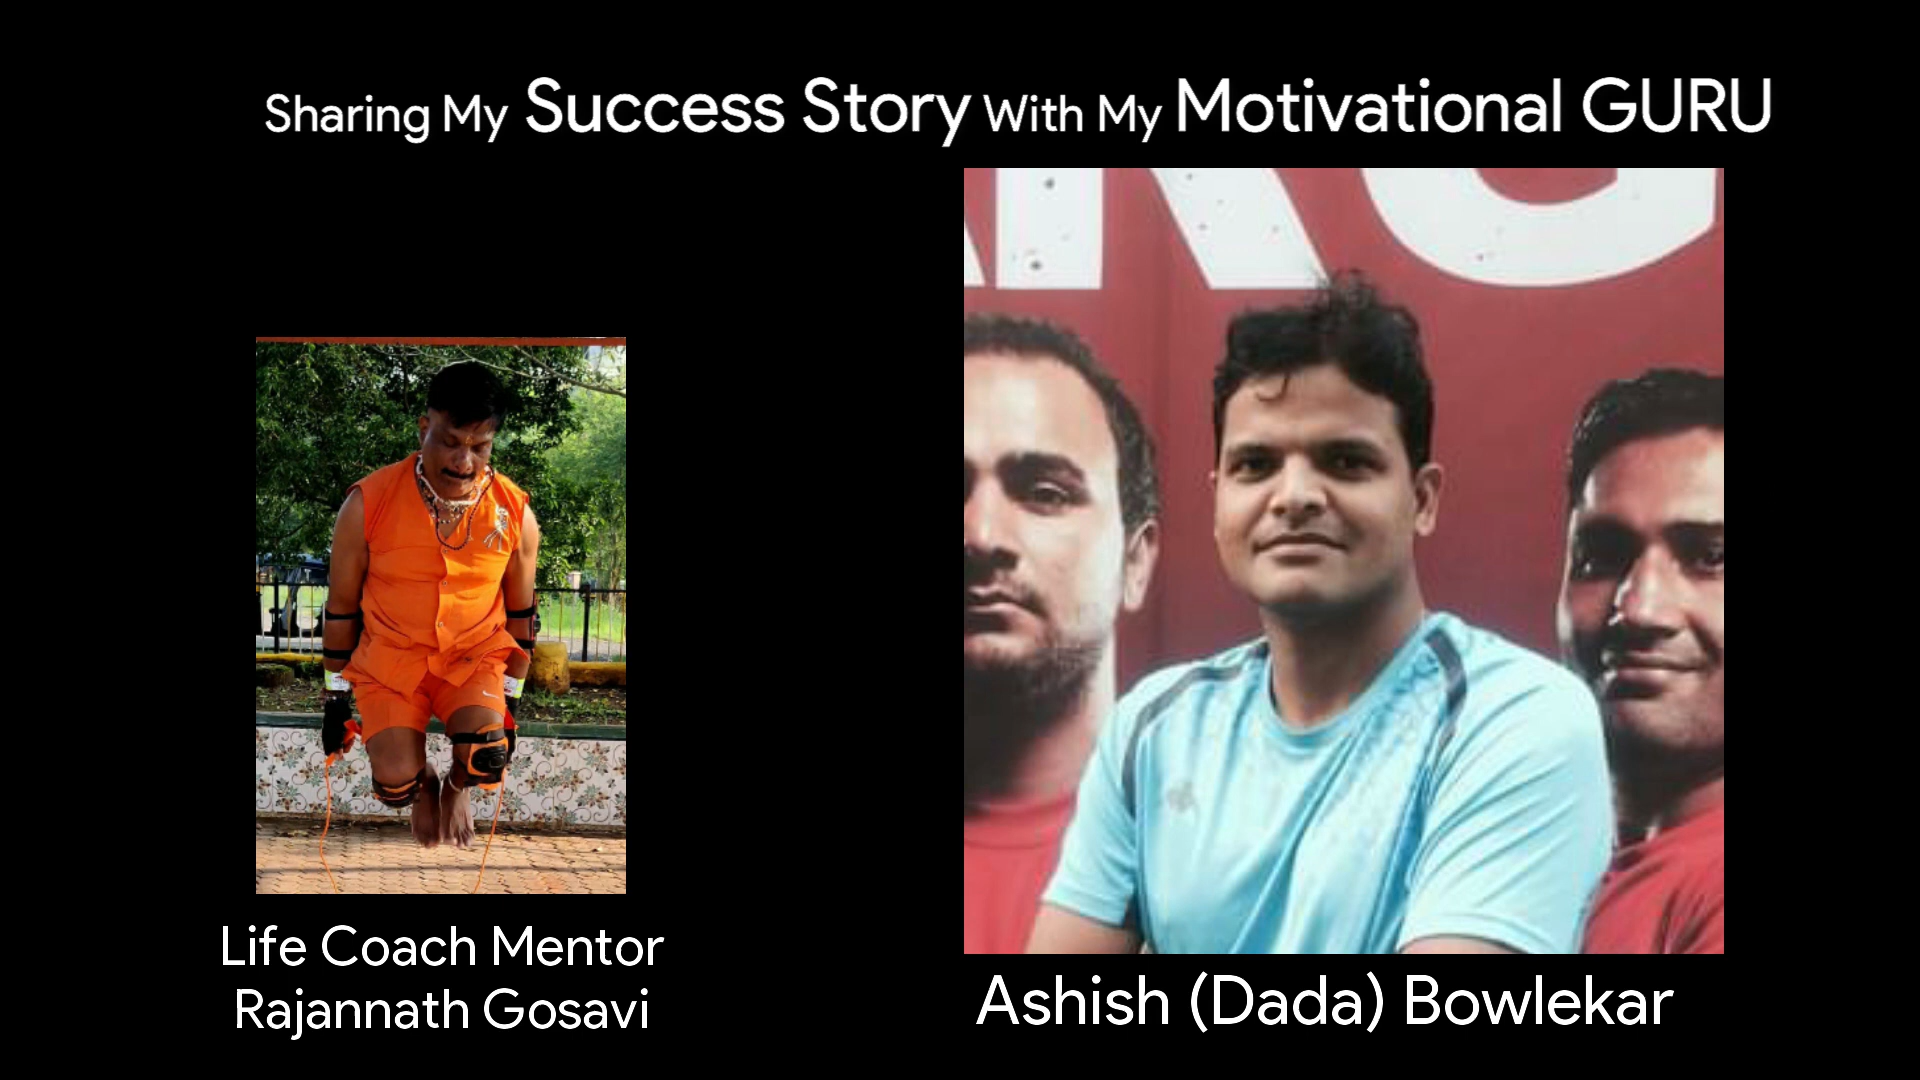 Sharing My Success Story With My Motivational GURU
Life Coach Mentor
Rajannath Gosavi
Ashish (Dada) Bowlekar